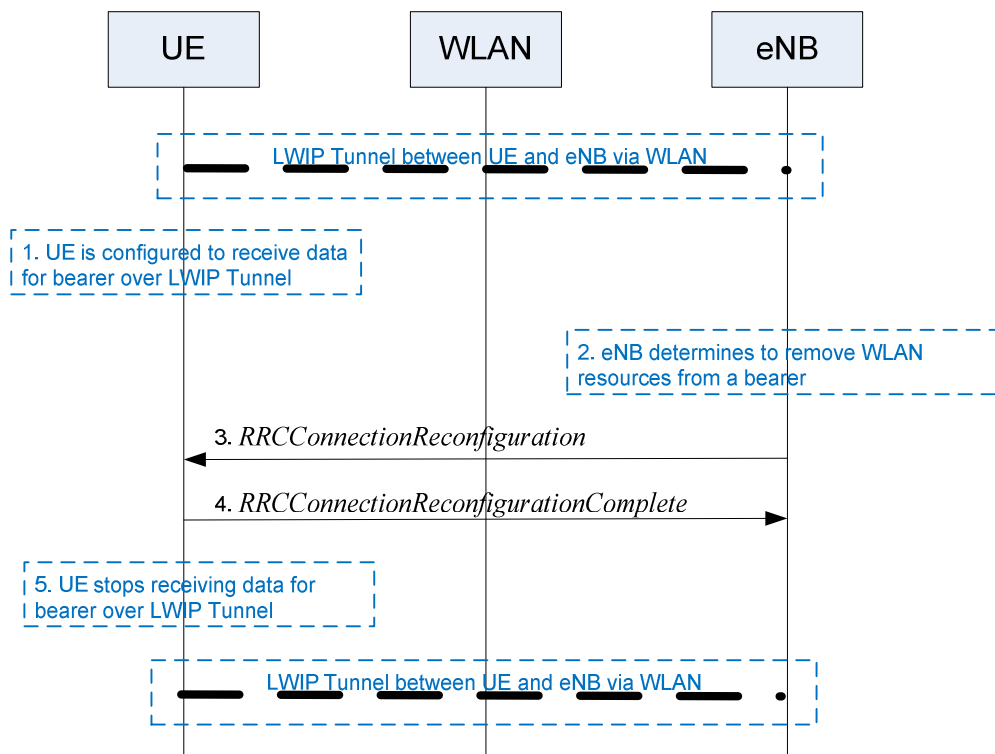 UE
WLAN
eNB
LWIP Tunnel between UE and eNB via WLAN
1. UE is configured to receive data
for bearer over LWIP Tunnel
2. eNB determines to remove WLAN
resources from a bearer
3. RRCConnectionReconfiguration
4. RRCConnectionReconfigurationComplete
5. UE stops receiving data for
bearer over LWIP Tunnel
LWIP Tunnel between UE and eNB via WLAN